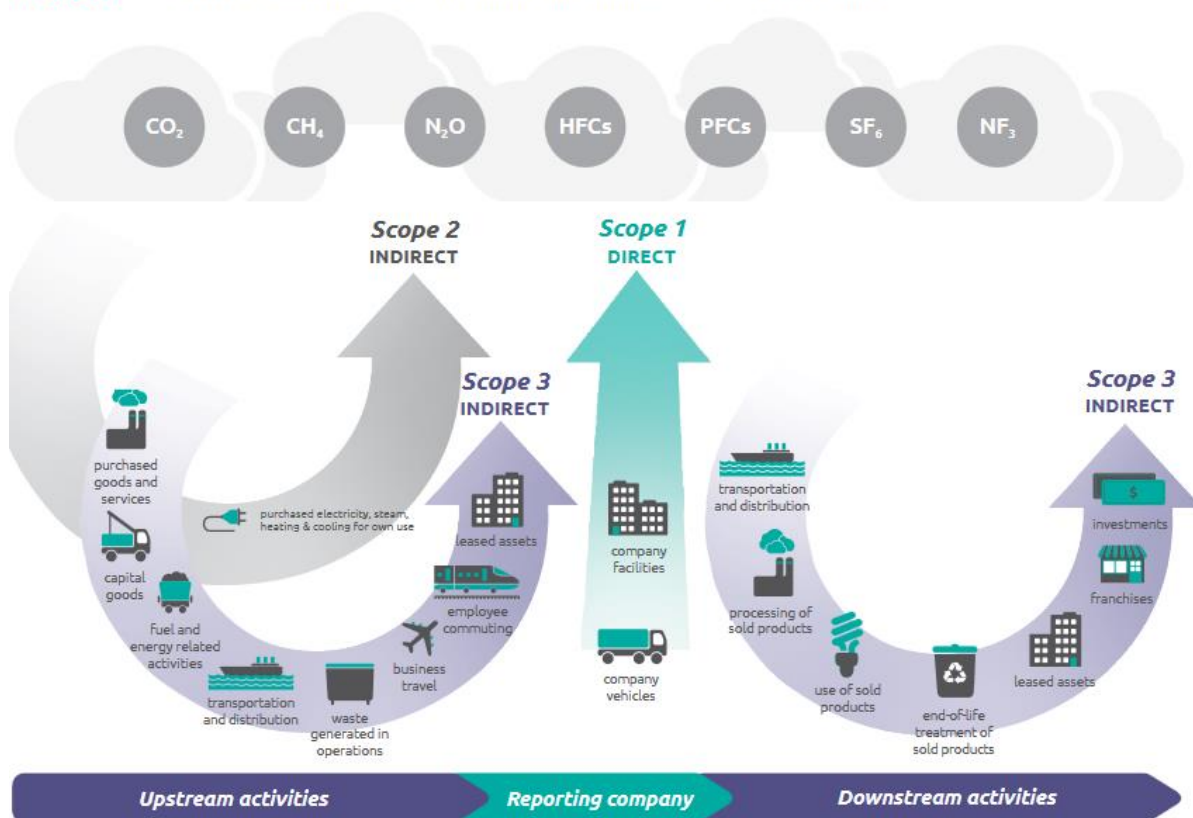 CO₂
CH₄
N₂O
HFCs
PFCs
SF₆
NF₃
Scope 2
INDIRECT
Scope 1
DIRECT
Scope 3
INDIRECT
Scope 3
INDIRECT
purchased
goods and
services
capital
goods
fuel and
energy related
activities
transportation
and distribution
waste
generated in
operations
business
travel
employee
commuting
leased assets
purchased electricity, steam,
heating & cooling for own use
company
facilities
company
vehicles
transportation
and distribution
processing of
sold products
use of sold
products
end-of-life
treatment of
sold products
leased assets
franchises
$
investments
Upstream activities
Reporting company
Downstream activities